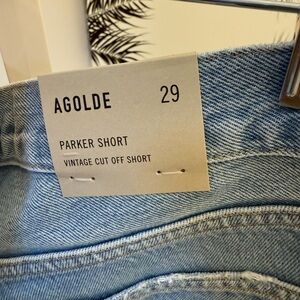 AGOLDE 29
PARKER SHORT
VINTAGE CUT OFF SHORT